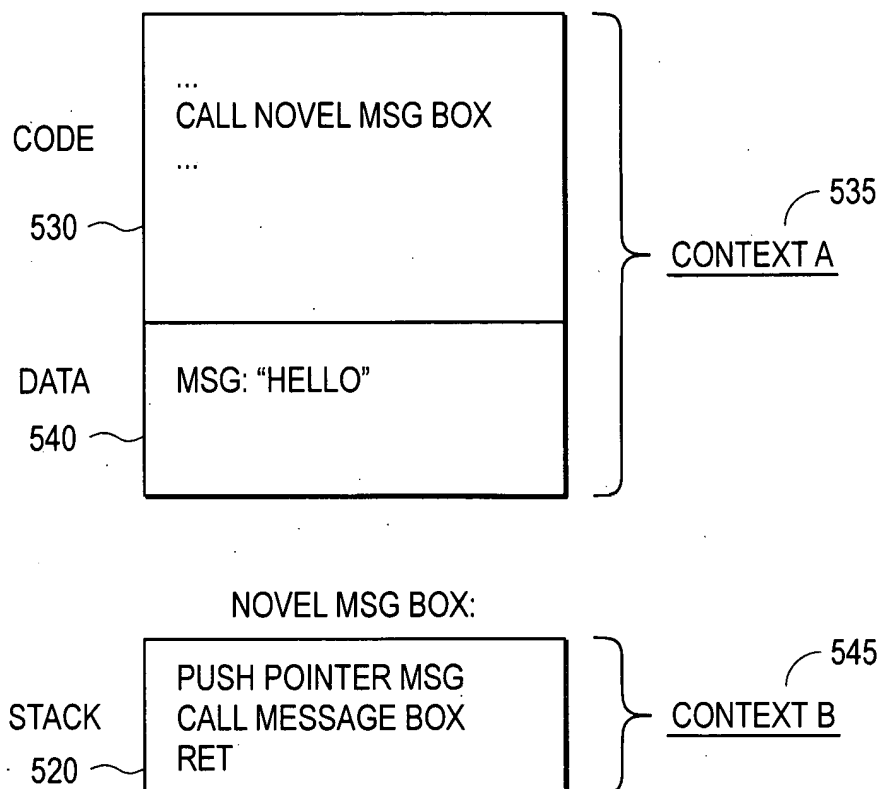 ...
CALL NOVEL MSG BOX
...
CODE
530
535
CONTEXT A
DATA
540
MSG: “HELLO”
NOVEL MSG BOX:
PUSH POINTER MSG
CALL MESSAGE BOX
RET
STACK
520
545
CONTEXT B